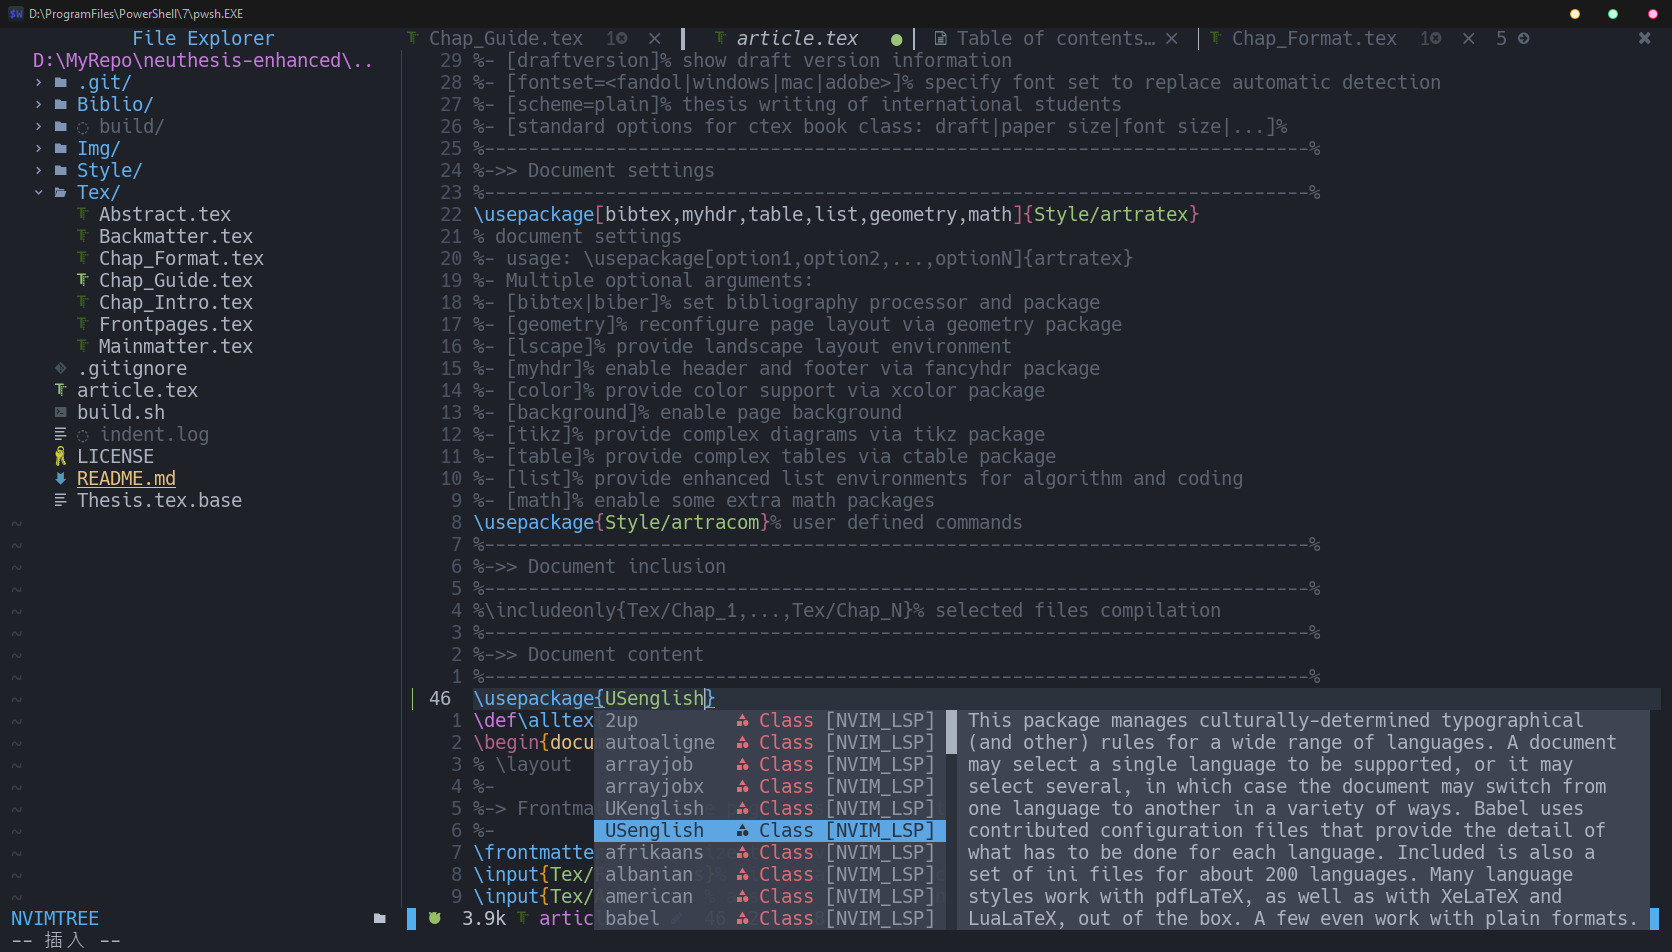 D:\ProgramFiles\PowerShell\7\pwsh.EXE
File Explorer
Chap_Guide.tex 1
article.tex
Table of contents…
Chap_Format.tex 1
5
D:\MyRepo\neuthesis-enhanced\..
.git/
Biblio/
build/
Img/
Style/
Tex/
Abstract.tex
Backmatter.tex
Chap_Format.tex
Chap_Guide.tex
Chap_Intro.tex
Frontpages.tex
Mainmatter.tex
.gitignore
article.tex
build.sh
indent.log
LICENSE
README.md
Thesis.tex.base
29 %- [draftversion]% show draft version information
28 %- [fontset=<fandol|windows|mac|adobe>]% specify font set to replace automatic detection
27 %- [scheme=plain]% thesis writing of international students
26 %- [standard options for ctex book class: draft|paper size|font size|...]%
25 %---------------------------------------------------------------------------%
24 %->> Document settings
23 %---------------------------------------------------------------------------%
22 \usepackage[bibtex,myhdr,table,list,geometry,math]{Style/artratex}
21 % document settings
20 %- usage: \usepackage[option1,option2,...,optionN]{artratex}
19 %- Multiple optional arguments:
18 %- [bibtex|biber]% set bibliography processor and package
17 %- [geometry]% reconfigure page layout via geometry package
16 %- [lscape]% provide landscape layout environment
15 %- [myhdr]% enable header and footer via fancyhdr package
14 %- [color]% provide color support via xcolor package
13 %- [background]% enable page background
12 %- [tikz]% provide complex diagrams via tikz package
11 %- [table]% provide complex tables via ctable package
10 %- [list]% provide enhanced list environments for algorithm and coding
9 %- [math]% enable some extra math packages
8 \usepackage{Style/artracom}% user defined commands
7 %---------------------------------------------------------------------------%
6 %->> Document inclusion
5 %---------------------------------------------------------------------------%
4 %\includeonly{Tex/Chap_1,...,Tex/Chap_N}% selected files compilation
3 %---------------------------------------------------------------------------%
2 %->> Document content
1 %---------------------------------------------------------------------------%
46 \usepackage{USenglish}
1 \def\alltex
2 \begin{docu
3 % \layout
4 %-
5 %-> Frontma
6 %-
7 \frontmatte
8 \input{Tex/
9 \input{Tex/
2up Class [NVIM_LSP]
autoaligne Class [NVIM_LSP]
arrayjob Class [NVIM_LSP]
arrayjobx Class [NVIM_LSP]
UKenglish Class [NVIM_LSP]
USenglish Class [NVIM_LSP]
afrikaans Class [NVIM_LSP]
albanian Class [NVIM_LSP]
american Class [NVIM_LSP]
babel Class [NVIM_LSP]
This package manages culturally-determined typographical
(and other) rules for a wide range of languages. A document
may select a single language to be supported, or it may
select several, in which case the document may switch from
one language to another in a variety of ways. Babel uses
contributed configuration files that provide the detail of
what has to be done for each language. Included is also a
set of ini files for about 200 languages. Many language
styles work with pdfLaTeX, as well as with XeLaTeX and
LuaLaTeX, out of the box. A few even work with plain formats.
NVIMTREE
3.9k artic
-- 插入 --